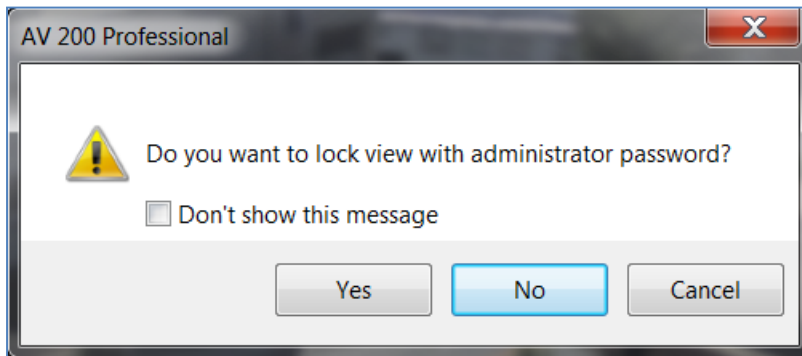 AV 200 Professional
Do you want to lock view with administrator password?
Don't show this message
Yes No Cancel